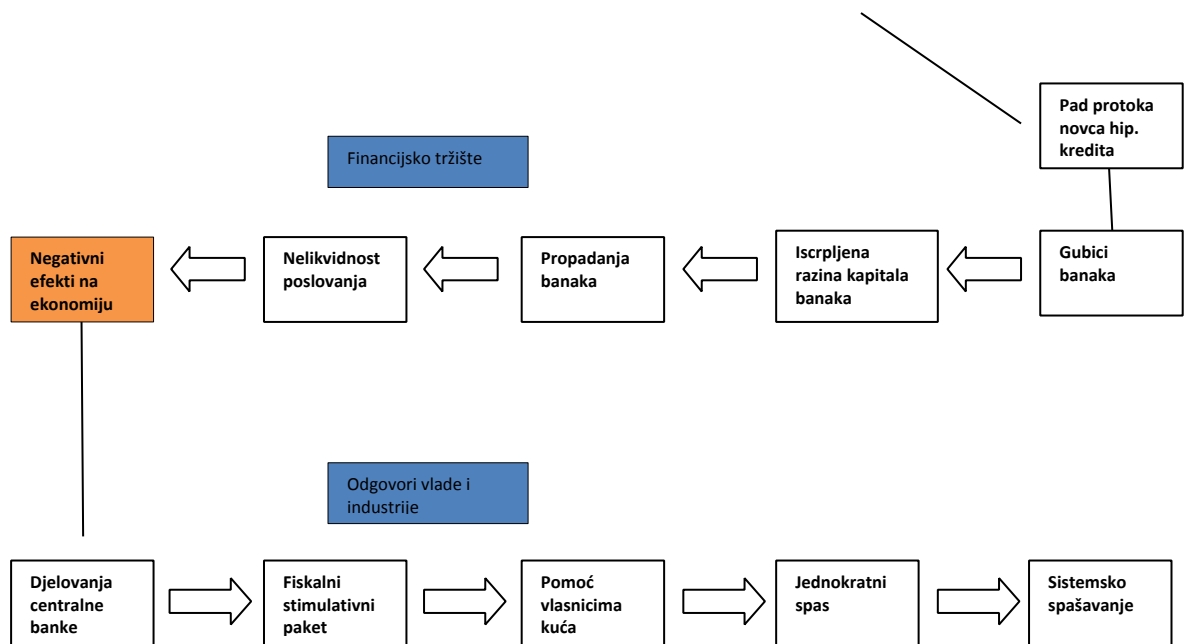 Pad protoka
novca hip.
kredita
Financijsko tržište
Negativni
efekti na
ekonomiju
Nelikvidnost
poslovanja
Propadanja
banaka
Iscrpljena
razina kapitala
banaka
Gubici
banaka
Odgovori vlade i
industrije
Djelovanja
centralne
banke
Fiskalni
stimulativni
paket
Pomoć
vlasnicima
kuća
Jednokratni
spas
Sistemsko
spašavanje